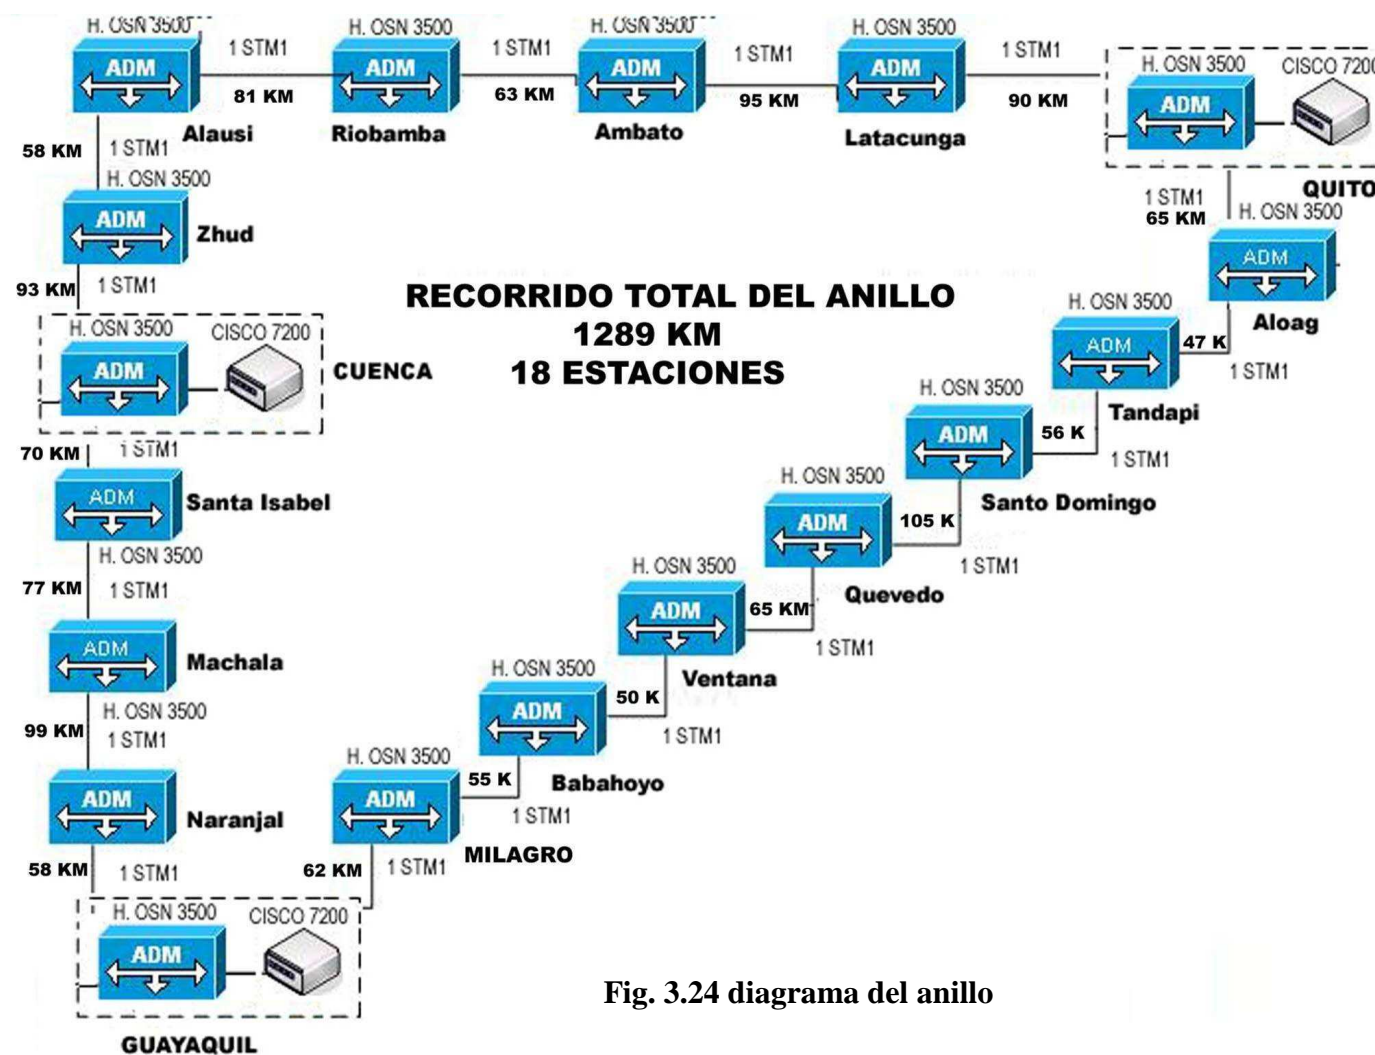 H. OSN 3500
H. OSN 3500
H. OSN 3500
H. OSN 3500
1 STM1
1 STM1
1 STM1
1 STM1
H. OSN 3500
CISCO 7200
ADM
ADM
ADM
ADM
ADM
81 KM
63 KM
95 KM
90 KM
Alausi
Riobamba
Ambato
Latacunga
58 KM
1 STM1
H. OSN 3500
QUITO
1 STM1
65 KM
H. OSN 3500
ADM
Zhud
ADM
93 KM
1 STM1
RECORRIDO TOTAL DEL ANILLO
1289 KM
18 ESTACIONES
H. OSN 3500
Aloag
H. OSN 3500
CISCO 7200
ADM
47 K
1 STM1
ADM
CUENCA
H. OSN 3500
Tandapi
56 K
ADM
1 STM1
70 KM
1 STM1
H. OSN 3500
Santo Domingo
ADM
Santa Isabel
ADM
105 K
H. OSN 3500
1 STM1
H. OSN 3500
Quevedo
77 KM
1 STM1
ADM
65 KM
1 STM1
ADM
Machala
H. OSN 3500
Ventana
50 K
H. OSN 3500
ADM
1 STM1
99 KM
1 STM1
H. OSN 3500
Babahoyo
ADM
Naranjal
ADM
55 K
1 STM1
MILAGRO
58 KM
1 STM1
62 KM
1 STM1
H. OSN 3500
CISCO 7200
ADM
Fig. 3.24 diagrama del anillo
GUAYAQUIL